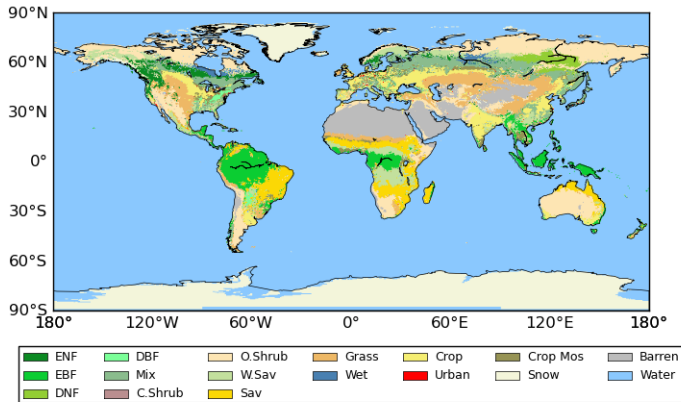 90°N
60°N
30°N
0°
30°S
60°S
90°S
180° 120°W 60°W 0° 60°E 120°E 180°
ENF DBF O.Shrub Grass Crop Crop Mos Barren
EBF Mix W.Sav Wet Urban Snow Water
DNF C.Shrub Sav